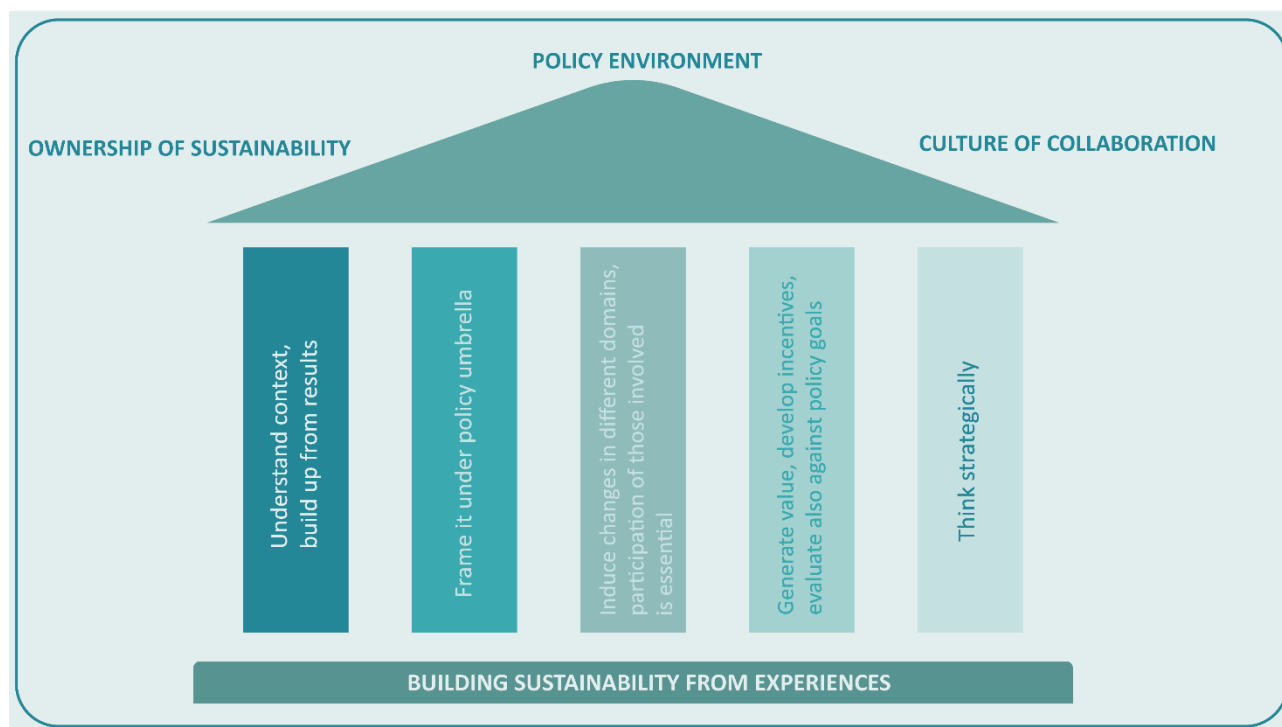 POLICY ENVIRONMENT
OWNERSHIP OF SUSTAINABILITY
CULTURE OF COLLABORATION
Understand context,
build up from results
Frame it under policy umbrella
Induce changes in different domains,
participation of those involved
is essential
Generate value, develop incentives,
evaluate also against policy goals
Think strategically
BUILDING SUSTAINABILITY FROM EXPERIENCES